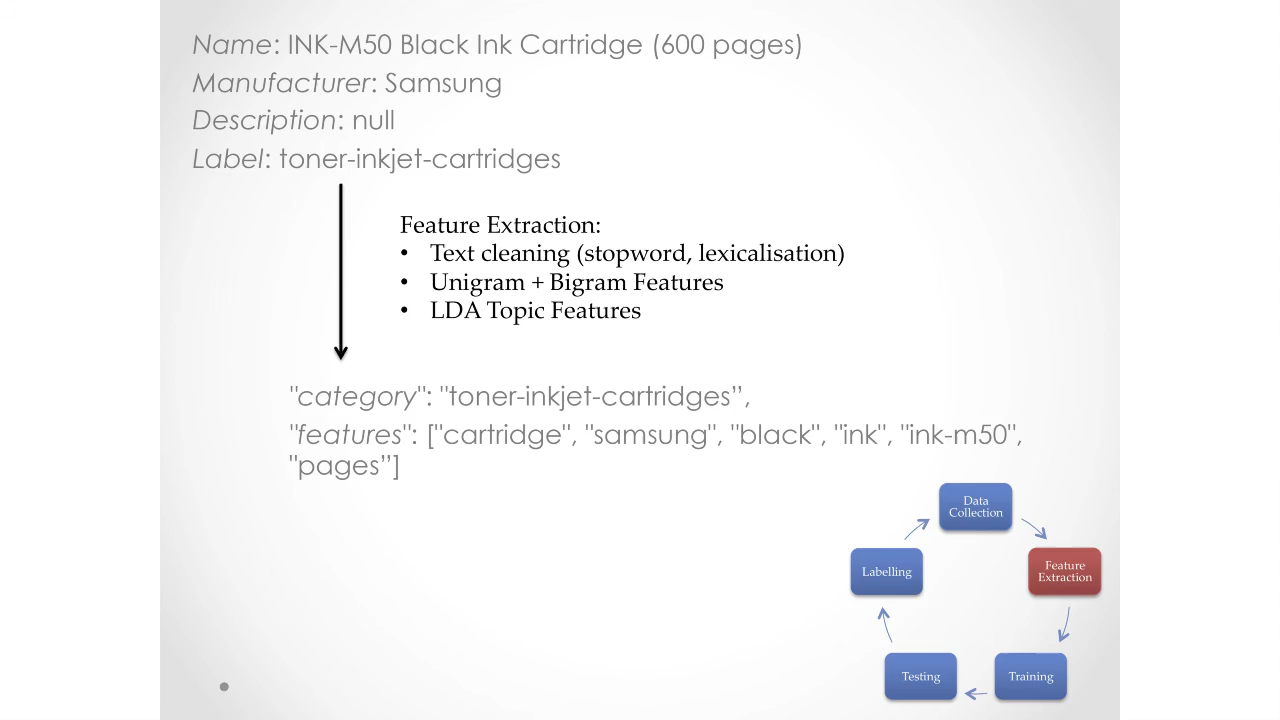 Name: INK-M50 Black Ink Cartridge (600 pages)
Manufacturer: Samsung
Description: null
Label: toner-inkjet-cartridges
Feature Extraction:
• Text cleaning (stopword, lexicalisation)
• Unigram + Bigram Features
• LDA Topic Features
"category": "toner-inkjet-cartridges”,
"features": ["cartridge", "samsung", "black", "ink", "ink-m50",
"pages”]
Data
Collection
Feature
Extraction
Training
Testing
Labelling